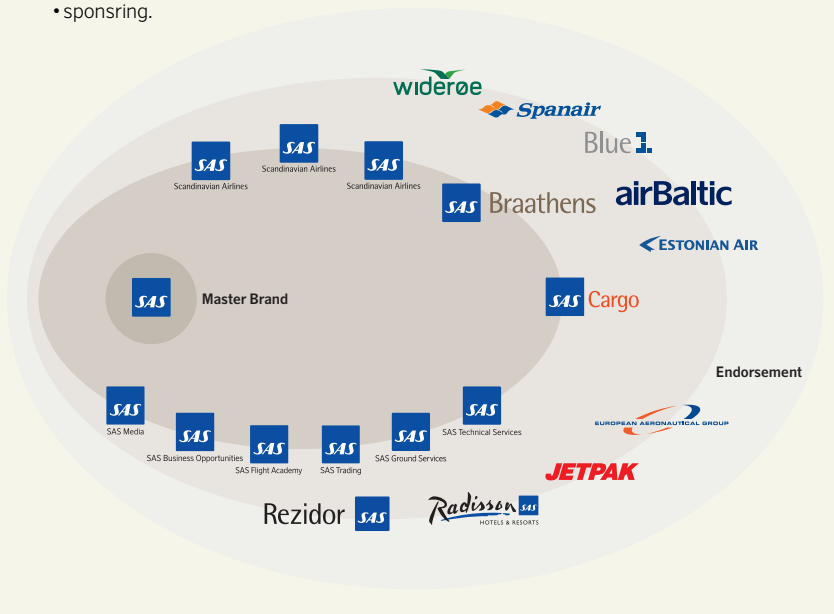 • sponsring.
widerøe
Spanair
Blue1.
SAS
Scandinavian Airlines
SAS
Scandinavian Airlines
SAS
Scandinavian Airlines
SAS Braathens
airBaltic
ESTONIAN AIR
SAS
Master Brand
SAS Cargo
Endorsement
SAS
SAS Media
SAS
SAS Business Opportunities
SAS
SAS Flight Academy
SAS
SAS Trading
SAS
SAS Ground Services
SAS
SAS Technical Services
EUROPEAN AERONAUTICAL GROUP
JETPAK
Rezidor SAS
Radisson SAS
HOTELS & RESORTS